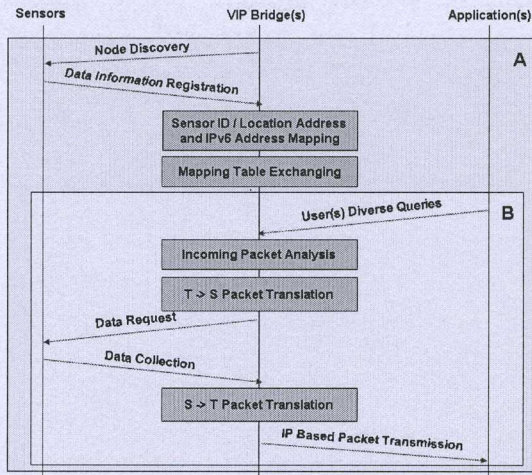 Sensors
VIP Bridge(s)
Application(s)
A
Node Discovery
Data Information Registration
Sensor ID / Location Address
and IPv6 Address Mapping
Mapping Table Exchanging
B
User(s) Diverse Queries
Incoming Packet Analysis
T -> S Packet Translation
Data Request
Data Collection
S -> T Packet Translation
IP Based Packet Transmission